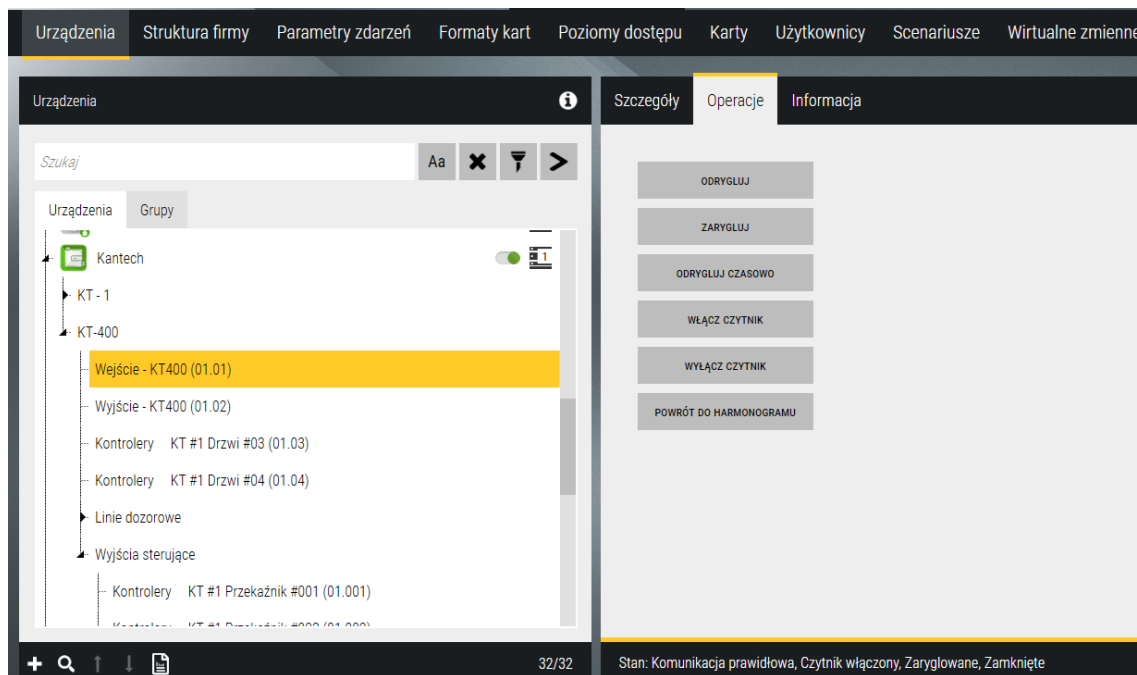 Urządzenia Struktura firmy Parametry zdarzeń Formaty kart Poziomy dostępu Karty Użytkownicy Scenariusze Wirtualne zmienne
Urządzenia
Szukaj
Aa
Urządzenia Grupy
Kantech 1
KT - 1
KT-400
Wejście - KT400 (01.01)
Wyjście - KT400 (01.02)
Kontrolery KT #1 Drzwi #03 (01.03)
Kontrolery KT #1 Drzwi #04 (01.04)
Linie dozorowe
Wyjścia sterujące
Kontrolery KT #1 Przekaźnik #001 (01.001)
32/32
Szczegóły Operacje Informacja
ODRYGLUJ
ZARYGLUJ
ODRYGLUJ CZASOWO
WŁĄCZ CZYTNIK
WYŁĄCZ CZYTNIK
POWRÓT DO HARMONOGRAMU
Stan: Komunikacja prawidłowa, Czytnik włączony, Zaryglowane, Zamknięte